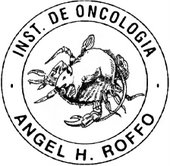 INST. DE ONCOLOGIA
ANGEL H. ROFFO